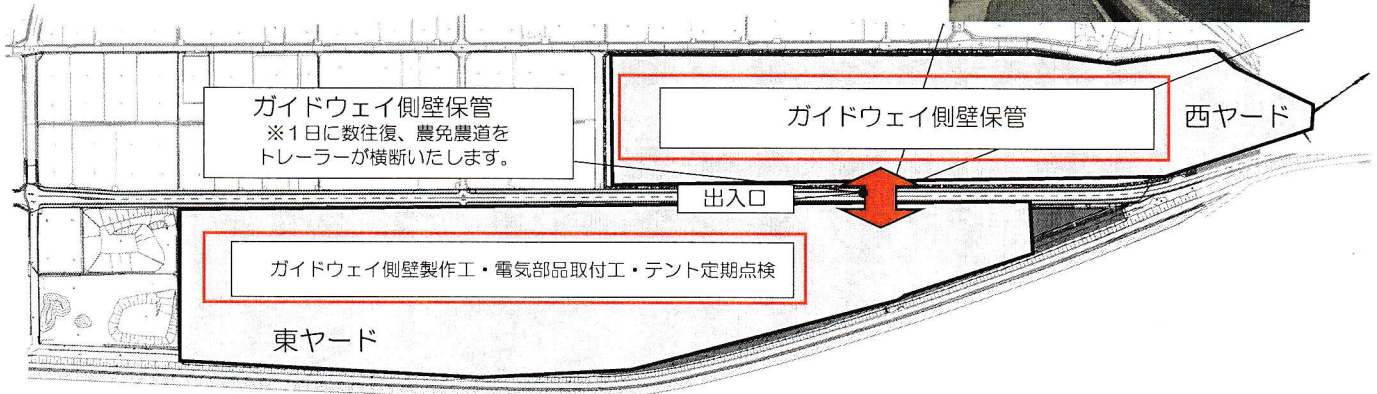 ガイドウェイ側壁保管
※1日に数往復、農免農道を
トレーラーが横断いたします。
ガイドウェイ側壁保管
西ヤード
出入口
ガイドウェイ側壁製作工・電気部品取付工・テント定期点検
東ヤード